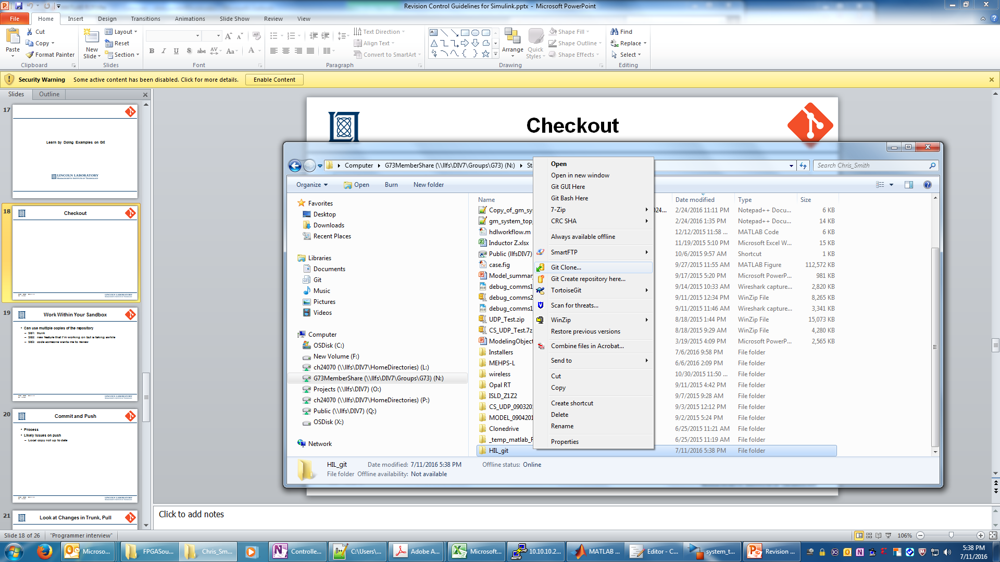 Revision Control Guidelines for Simulink.pptx - Microsoft PowerPoint
File Home Insert Design Transitions Animations Slide Show Review View
Paste
Cut
Copy
Format Painter
Clipboard
New Slide
Layout
Reset
Section
Slides
Font
Text Direction
Align Text
Convert to SmartArt
Paragraph
Arrange
Quick Styles
Shape Fill
Shape Outline
Shape Effects
Drawing
Find
Replace
Select
Editing
Security Warning Some active content has been disabled. Click for more details. Enable Content
Slides Outline
17
Learn by Doing Examples on Git
LINCOLN LABORATORY
MASSACHUSETTS INSTITUTE OF TECHNOLOGY
18
Checkout
LINCOLN LABORATORY
19
Work Within Your Sandbox
• Can use multiple copies of the repository
– SB1: trunk
– SB2: new feature that I'm working on but is taking awhile
– SB3: code someone wants me to review
LINCOLN LABORATORY
20
Commit and Push
• Process
• Likely issues on push
– Local copy not up to date
LINCOLN LABORATORY
21
Look at Changes in Trunk, Pull
Checkout
Computer G73MemberShare (\\llfs\DIV7\Groups\G73) (N:) St
Search Chris_Smith
Organize Open Burn New folder
Favorites
Desktop
Downloads
Recent Places
Libraries
Documents
Git
Music
Pictures
Videos
Computer
OSDisk (C:)
New Volume (F:)
ch24070 (\\llfs\DIV7\HomeDirectories) (L:)
G73MemberShare (\\llfs\DIV7\Groups\G73) (N:)
Projects (\\llfs\DIV7) (O:)
ch24070 (\\llfs\DIV7\HomeDirectories) (P:)
Public (\\llfs\DIV7) (Q:)
OSDisk (X:)
Network
Name Date modified Type Size
Copy_of_gm_sy 024... 2/24/2016 11:11 PM Notepad++ Docu... 6 KB
gm_system_top_ 2/24/2016 1:35 PM Notepad++ Docu... 14 KB
hdlworkflow.m 12/12/2015 11:58 ... MATLAB Code 6 KB
Inductor Z.xlsx 11/19/2015 5:10 PM Microsoft Excel W... 15 KB
Public (llfsDIV7) 10/6/2015 9:57 AM Shortcut 1 KB
case.fig 9/27/2015 11:55 AM MATLAB Figure 112,572 KB
Model_summar 9/17/2015 5:20 PM Microsoft PowerP... 981 KB
debug_comms1 9/14/2015 10:33 AM Wireshark capture... 2,820 KB
debug_comms2 9/11/2015 12:34 PM WinZip File 8,265 KB
debug_comms1 9/11/2015 11:46 AM Wireshark capture... 3,341 KB
UDP_Test.zip 8/18/2015 1:44 PM WinZip File 15,073 KB
CS_UDP_Test.7z 8/18/2015 9:29 AM WinZip File 4,280 KB
ModelingObject 3/19/2015 4:09 PM Microsoft PowerP... 2,565 KB
Installers 7/6/2016 9:58 PM File folder
MEHPS-L 6/6/2016 2:09 PM File folder
wireless 10/30/2015 11:50 ... File folder
Opal RT 9/11/2015 4:42 PM File folder
ISLD_Z1Z2 9/7/2015 9:28 AM File folder
CS_UDP_090320 9/3/2015 12:12 PM File folder
MODEL_090420 9/2/2015 5:24 PM File folder
Clonedrive 6/25/2015 11:21 AM File folder
_temp_matlab_F 6/25/2015 11:19 AM File folder
HIL_git 7/11/2016 5:38 PM File folder
Open
Open in new window
Git GUI Here
Git Bash Here
7-Zip
CRC SHA
Always available offline
SmartFTP
Git Clone...
Git Create repository here...
TortoiseGit
Scan for threats...
WinZip
Restore previous versions
Combine files in Acrobat...
Send to
Cut
Copy
Create shortcut
Delete
Rename
Properties
HIL_git Date modified: 7/11/2016 5:38 PM Offline status: Online
File folder Offline availability: Not available
Click to add notes
Slide 18 of 26 "Programmer interview" 106%
Microso... FPGASou... Chris_Sm... Controlle... C:\Users\... Adobe A... Microsoft... 10.10.10.2... MATLAB ... Editor - C... system_t... Revision ...
5:38 PM
7/11/2016